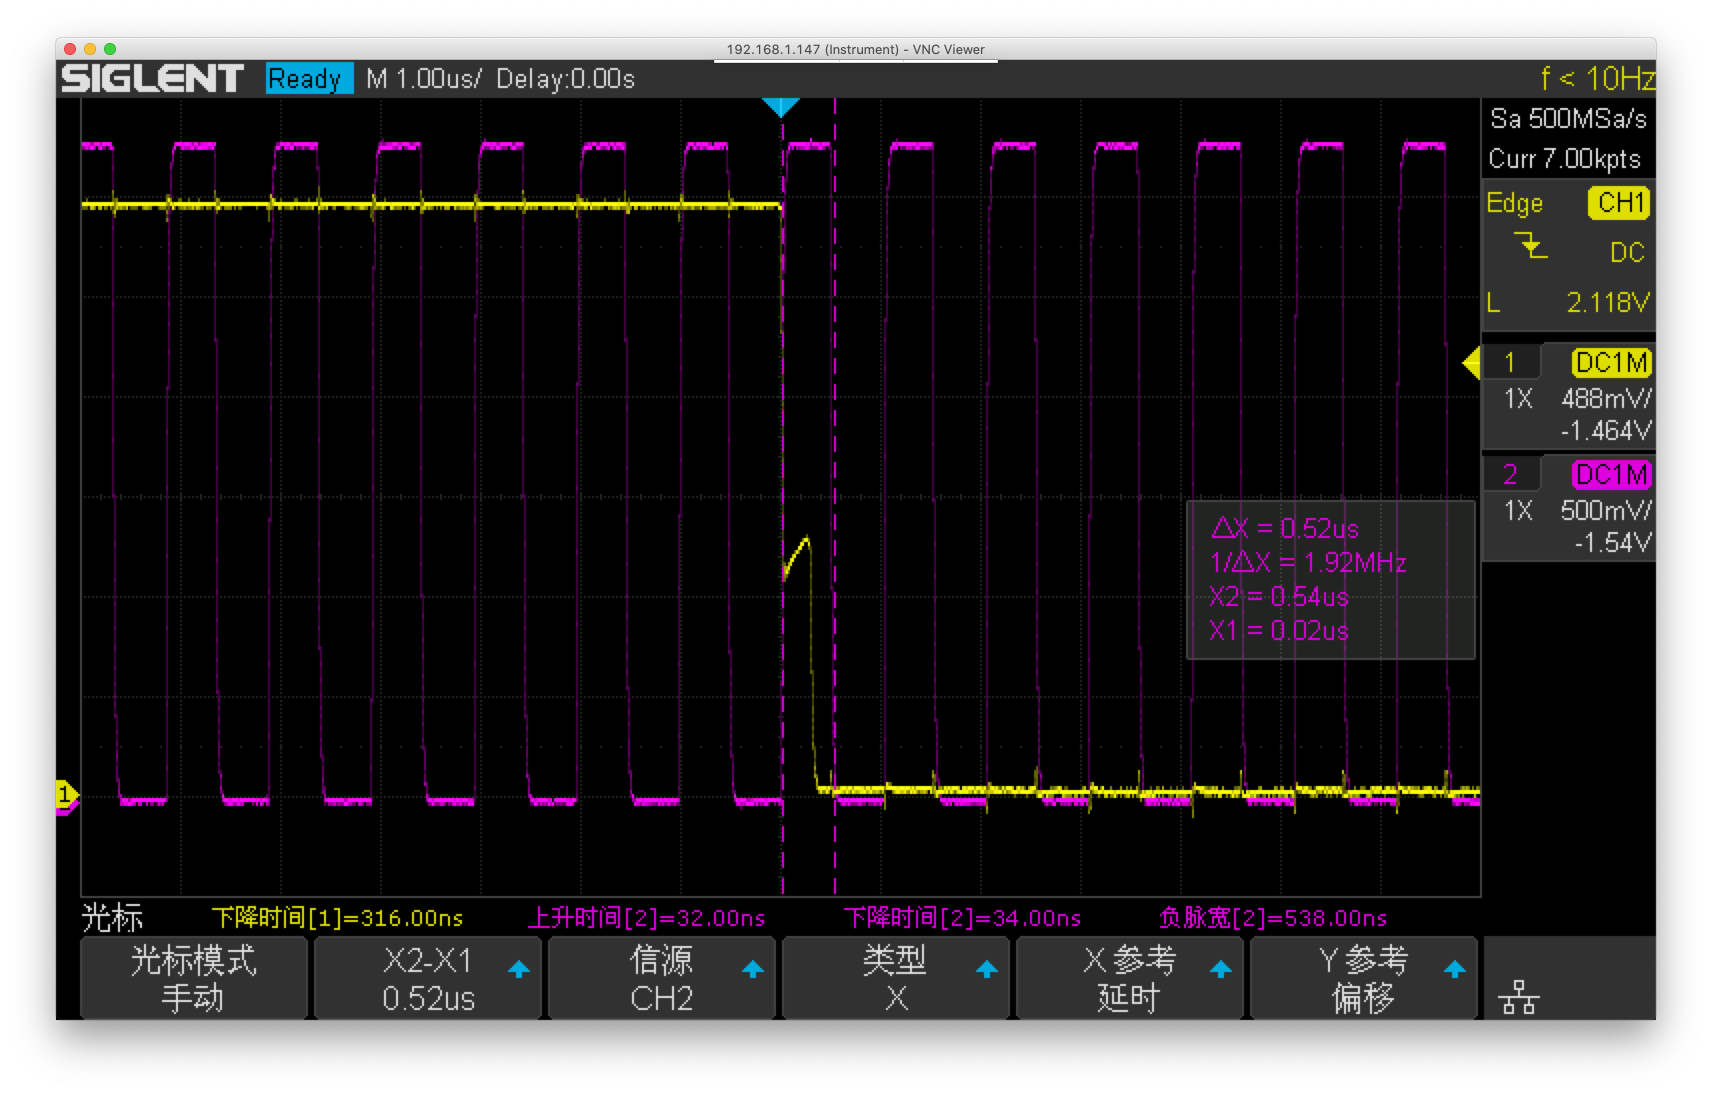 192.168.1.147 (Instrument) - VNC Viewer
SIGLENT Ready M 1.00us/ Delay:0.00s f < 10Hz
Sa 500MSa/s
Curr 7.00kpts
Edge CH1
DC
L 2.118V
1 DC1M
1X 488mV/
-1.464V
2 DC1M
1X 500mV/
-1.54V
△X = 0.52us
1/△X = 1.92MHz
X2 = 0.54us
X1 = 0.02us
1
光标 下降时间[1]=316.00ns 上升时间[2]=32.00ns 下降时间[2]=34.00ns 负脉宽[2]=538.00ns
光标模式 X2-X1 信源 类型 X 参考 Y 参考
手动 0.52us CH2 X 延时 偏移